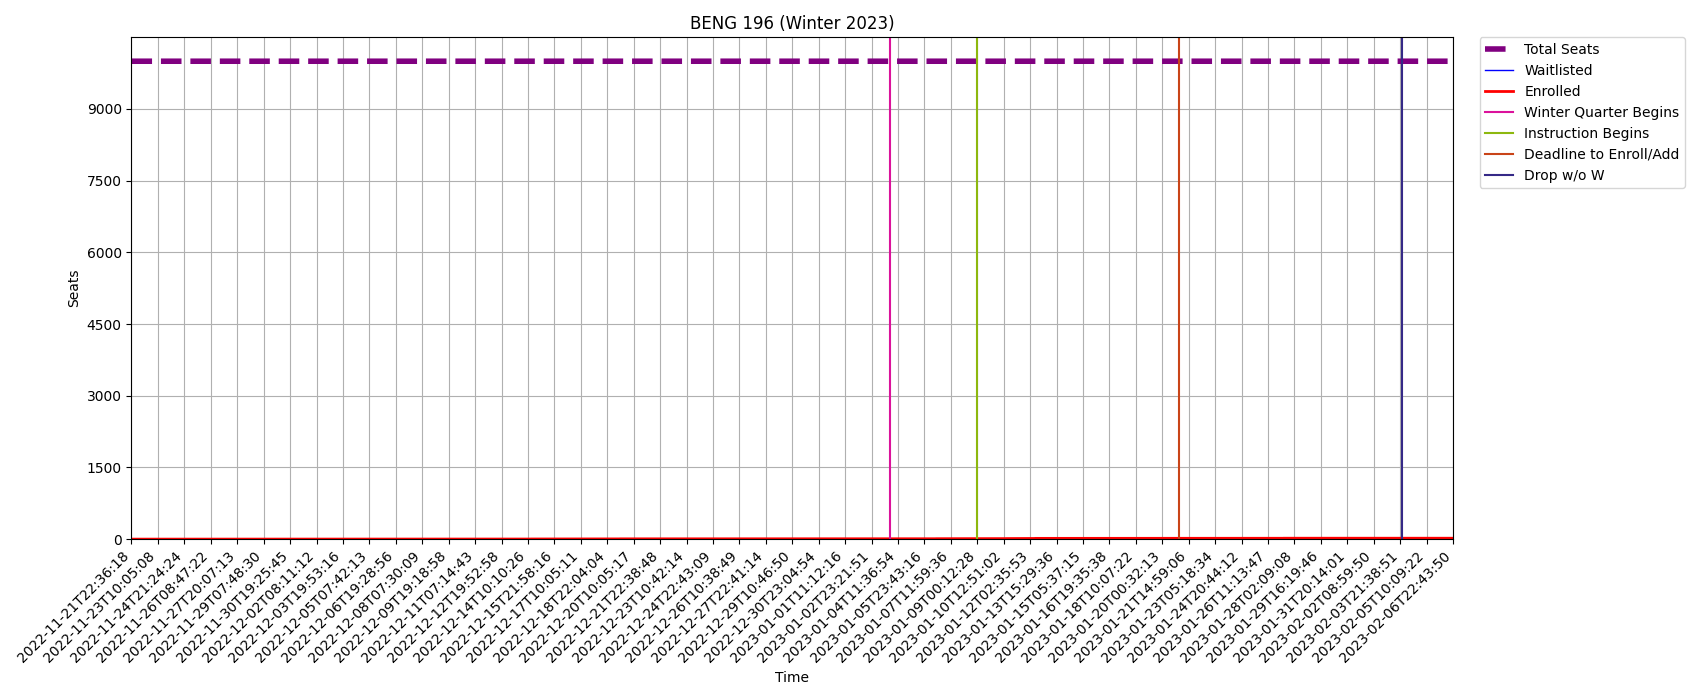 BENG 196 (Winter 2023)
Total Seats
Waitlisted
Enrolled
Winter Quarter Begins
Instruction Begins
Deadline to Enroll/Add
Drop w/o W
Seats
9000
7500
6000
4500
3000
1500
0
2022-11-21T22:36:18
2022-11-23T10:05:08
2022-11-24T21:24:24
2022-11-26T08:47:22
2022-11-27T20:07:13
2022-11-29T07:48:30
2022-11-30T19:25:45
2022-12-02T08:11:12
2022-12-03T19:53:16
2022-12-05T07:42:13
2022-12-06T19:28:56
2022-12-08T07:30:09
2022-12-09T19:18:58
2022-12-11T07:14:43
2022-12-12T19:52:58
2022-12-14T10:10:26
2022-12-15T21:58:16
2022-12-17T10:05:11
2022-12-18T22:04:04
2022-12-20T10:05:17
2022-12-21T22:38:48
2022-12-23T10:42:14
2022-12-24T22:43:09
2022-12-26T10:38:49
2022-12-27T22:41:14
2022-12-29T10:46:50
2022-12-30T23:04:54
2023-01-01T11:12:16
2023-01-02T23:21:51
2023-01-04T11:36:54
2023-01-05T23:43:16
2023-01-07T11:59:36
2023-01-09T00:12:28
2023-01-10T12:51:02
2023-01-12T02:35:53
2023-01-13T15:29:36
2023-01-15T05:37:15
2023-01-16T19:35:38
2023-01-18T10:07:22
2023-01-20T00:32:13
2023-01-21T14:59:06
2023-01-23T05:18:34
2023-01-24T20:44:12
2023-01-26T11:13:47
2023-01-28T02:09:08
2023-01-29T16:19:46
2023-01-31T20:14:01
2023-02-02T08:59:50
2023-02-03T21:38:51
2023-02-05T10:09:22
2023-02-06T22:43:50
Time